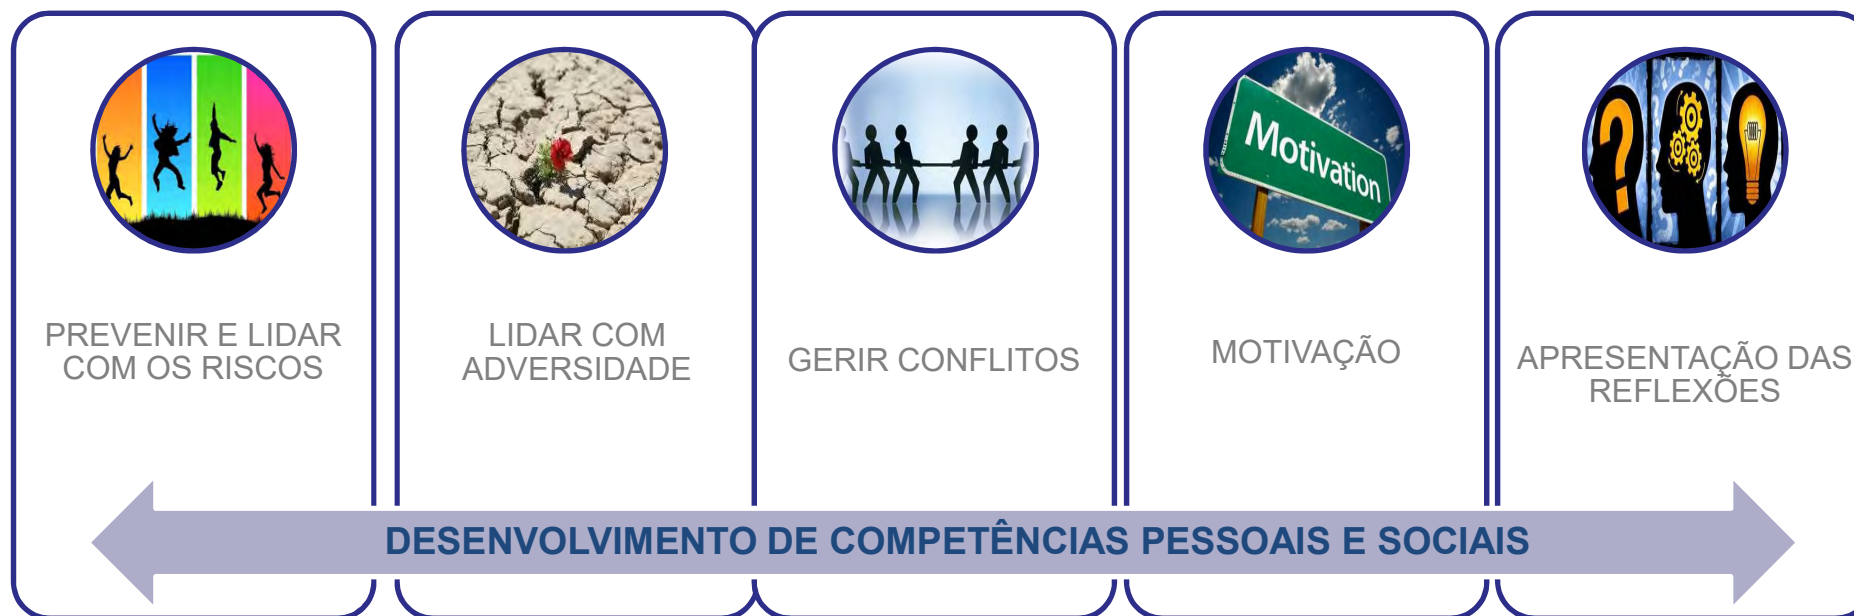 PREVENIR E LIDAR
COM OS RISCOS
LIDAR COM
ADVERSIDADE
GERIR CONFLITOS
Motivation
MOTIVAÇÃO
?
APRESENTAÇÃO DAS
REFLEXÕES
DESENVOLVIMENTO DE COMPETÊNCIAS PESSOAIS E SOCIAIS